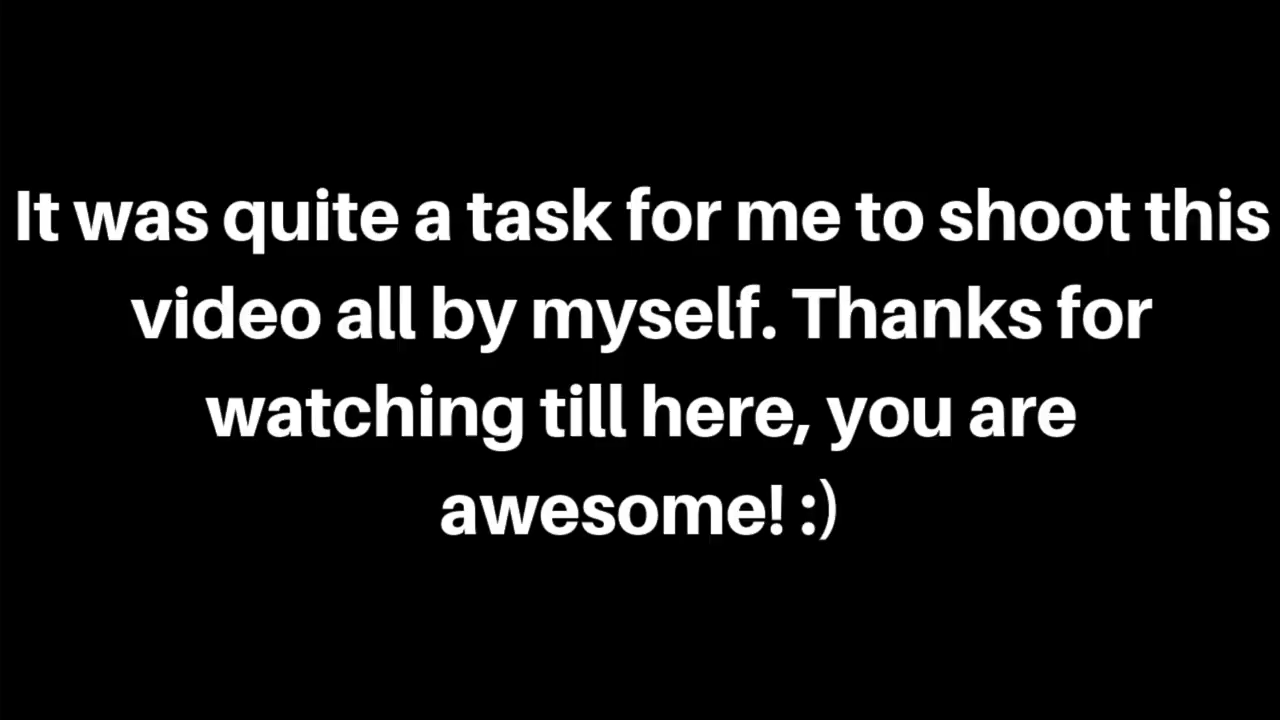 It was quite a task for me to shoot this
video all by myself. Thanks for
watching till here, you are
awesome! :)